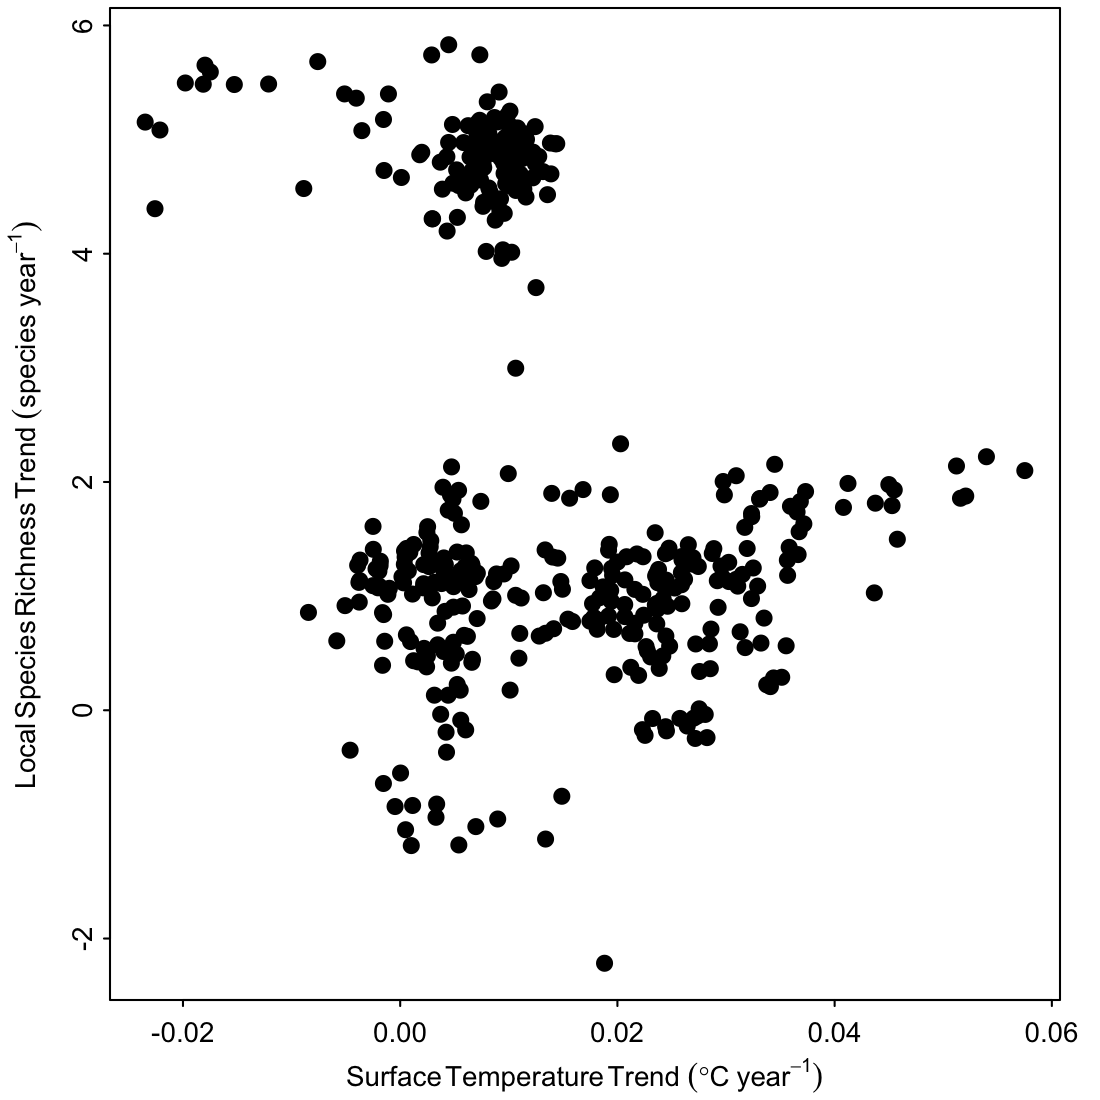 6
4
2
0
-2
Local Species Richness Trend (species year⁻¹)
-0.02 0.00 0.02 0.04 0.06
Surface Temperature Trend (°C year⁻¹)